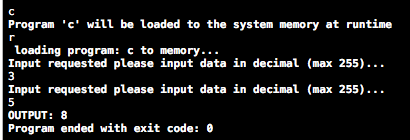 c
Program 'c' will be loaded to the system memory at runtime
r
 loading program: c to memory...
Input requested please input data in decimal (max 255)...
3
Input requested please input data in decimal (max 255)...
5
OUTPUT: 8
Program ended with exit code: 0